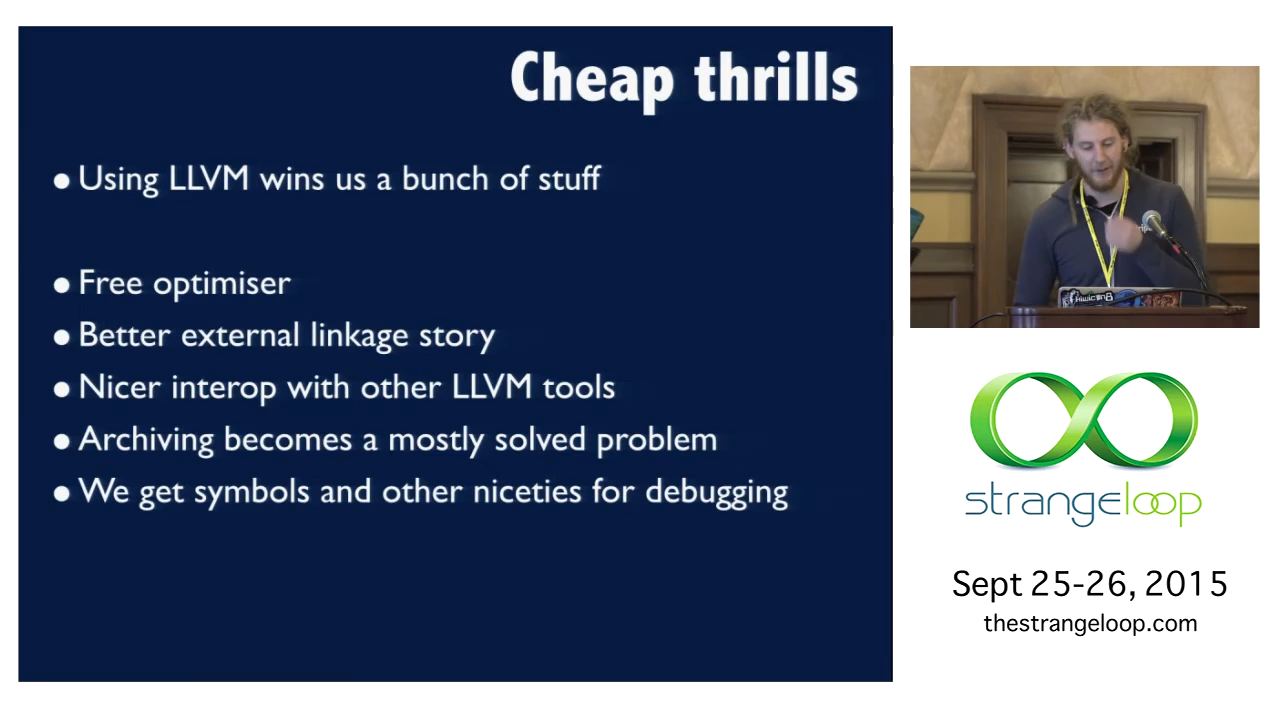 Cheap thrills
• Using LLVM wins us a bunch of stuff
• Free optimiser
• Better external linkage story
• Nicer interop with other LLVM tools
• Archiving becomes a mostly solved problem
• We get symbols and other niceties for debugging
kiwicon8
strangeloop
Sept 25-26, 2015
thestrangeloop.com